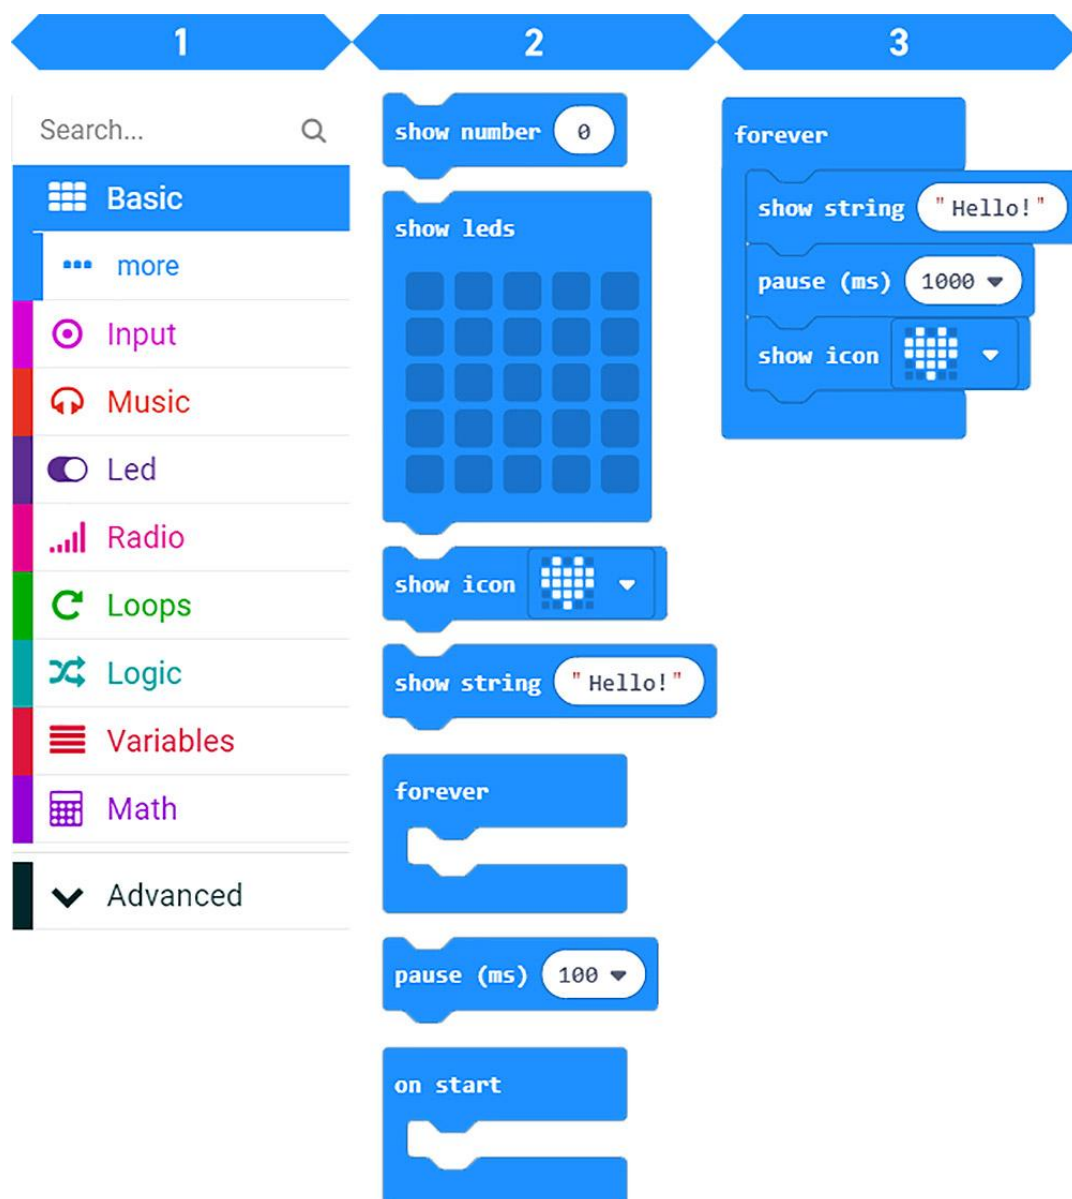 1
2
3
Search...
Basic
more
Input
Music
Led
Radio
Loops
Logic
Variables
Math
Advanced
show number 0
show leds
show icon
show string "Hello!"
forever
pause (ms) 100
on start
forever
show string "Hello!"
pause (ms) 1000
show icon